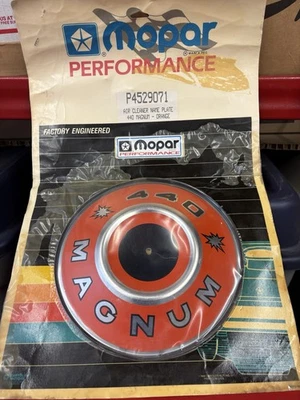 Mopar
PERFORMANCE
P4529071
AIR CLEANER NAME PLATE
440 MAGNUM - ORANGE
FACTORY ENGINEERED
Mopar
PERFORMANCE
440
MAGNUM